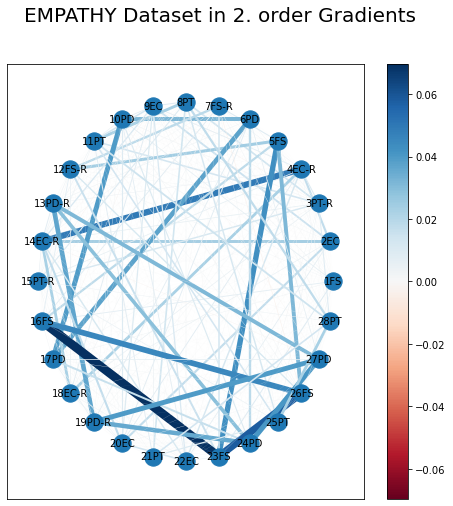 EMPATHY Dataset in 2. order Gradients
8PT
9EC
7FS-R
10PD
6PD
11PT
5FS
12FS-R
4EC-R
13PD-R
3PT-R
14EC-R
2EC
15PT-R
1FS
16FS
28PT
17PD
27PD
18EC-R
26FS
19PD-R
25PT
20EC
24PD
21PT
22EC
23FS
0.06
0.04
0.02
0.00
−0.02
−0.04
−0.06